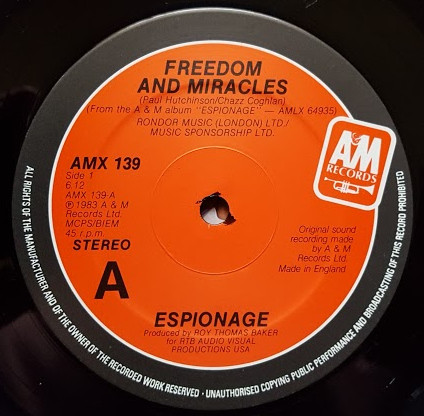 FREEDOM
AND MIRACLES
(Paul Hutchinson/Chazz Coghlan)
(From the A & M album "ESPIONAGE" — AMLX 64935)
RONDOR MUSIC (LONDON) LTD./
MUSIC SPONSORSHIP LTD.
A&M
RECORDS
AMX 139
Side 1
6.12
AMX 139-A
Ⓟ1983 A & M
Records Ltd.
MCPS/BIEM
45 r.p.m.
STEREO
A
Original sound
recording made
by A & M
Records Ltd.
Made in England
ESPIONAGE
Produced by ROY THOMAS BAKER
for RTB AUDIO VISUAL
PRODUCTIONS USA
ALL RIGHTS OF THE MANUFACTURER AND OF THE OWNER OF THE RECORDED WORK RESERVED · UNAUTHORISED COPYING PUBLIC PERFORMANCE AND BROADCASTING OF THIS RECORD PROHIBITED